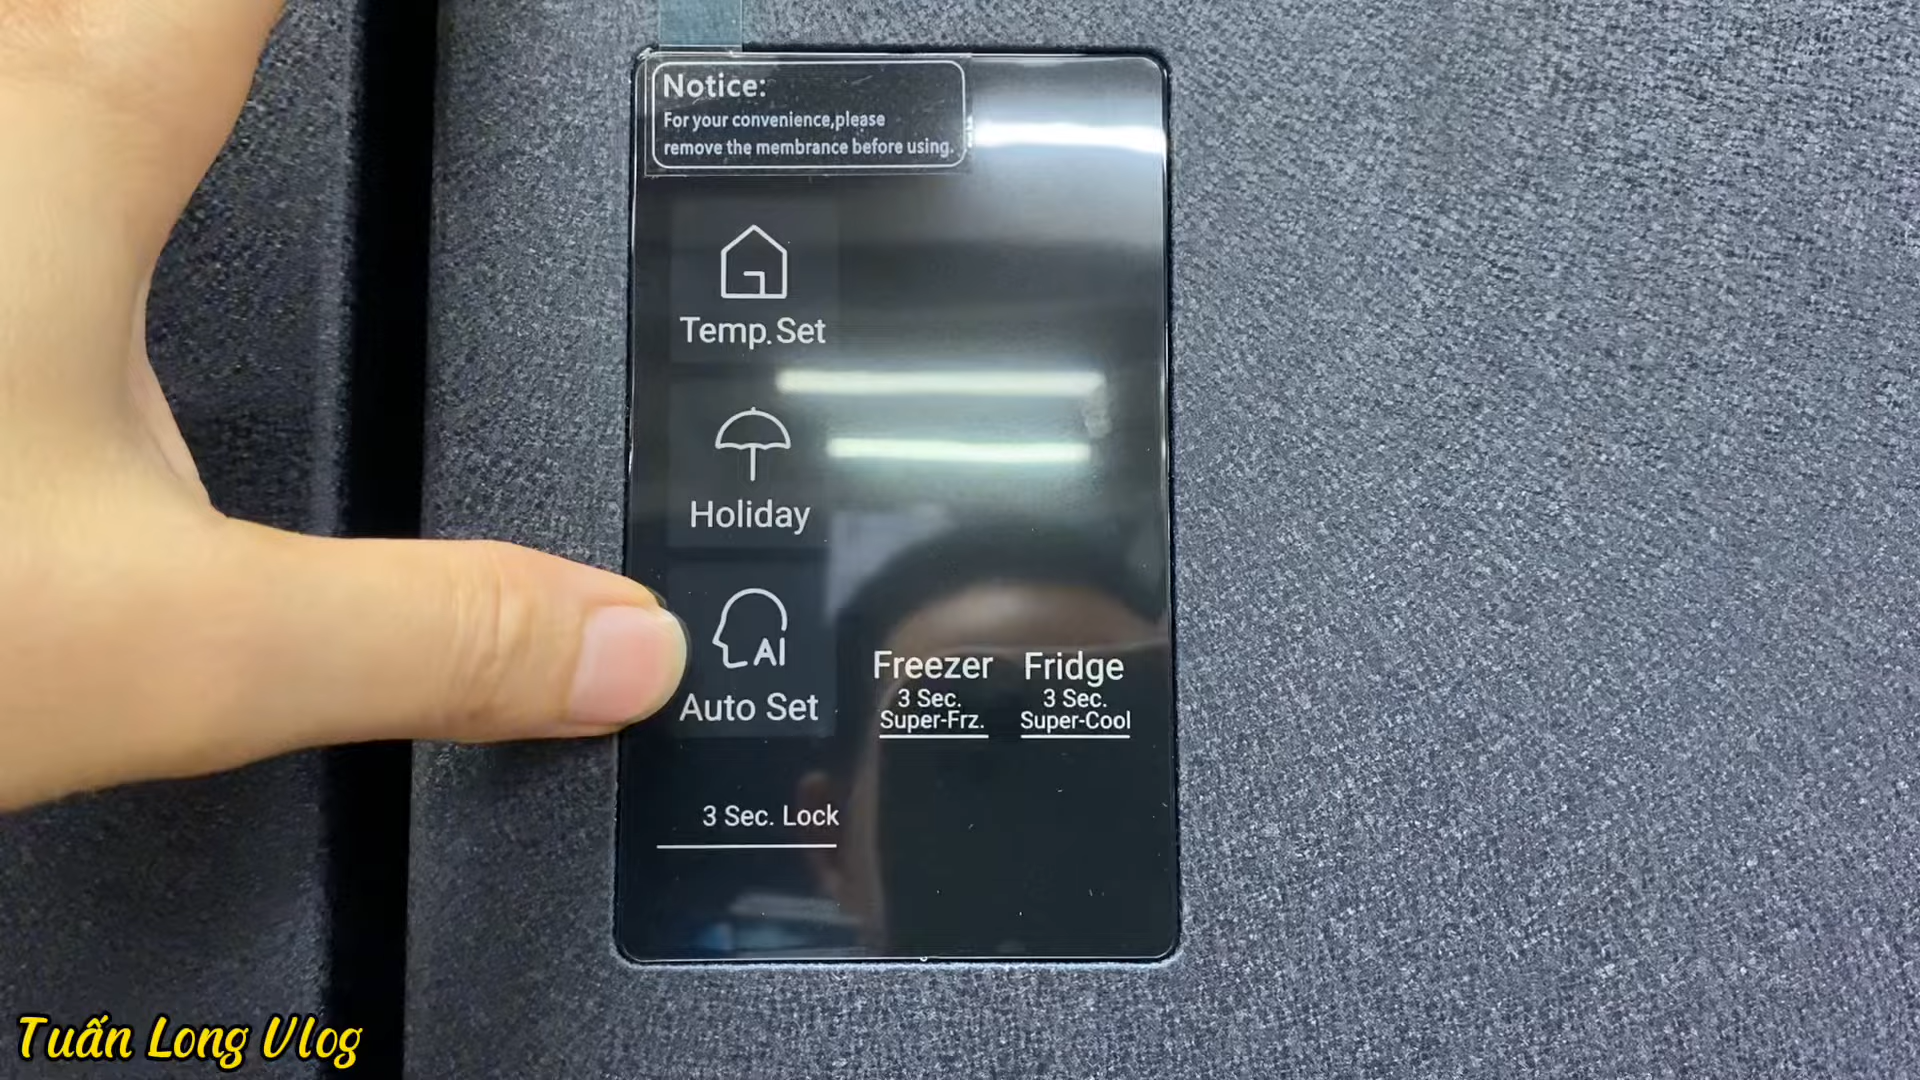 Notice:
For your convenience,please
remove the membrance before using.
Temp.Set
Holiday
AI
Auto Set
Freezer
3 Sec.
Super-Frz.
Fridge
3 Sec.
Super-Cool
3 Sec. Lock
Tuấn Long Vlog